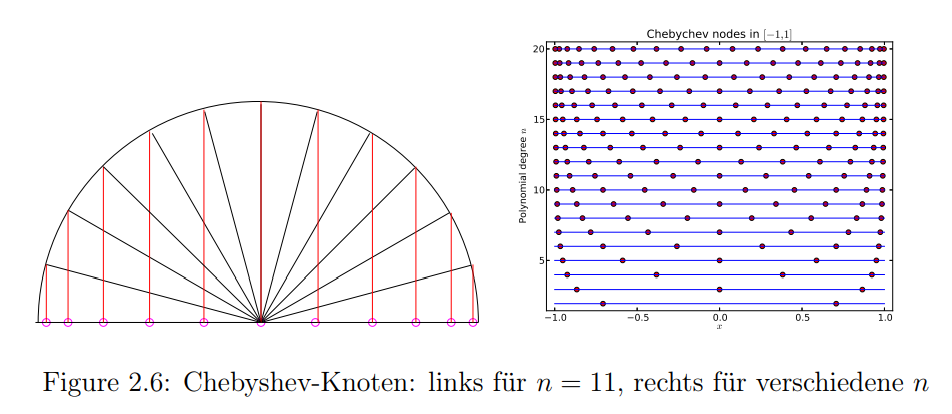 Chebychev nodes in [−1,1]
20
15
10
5
Polynomial degree n
−1.0 −0.5 0.0 0.5 1.0
x
Figure 2.6: Chebyshev-Knoten: links für n = 11, rechts für verschiedene n